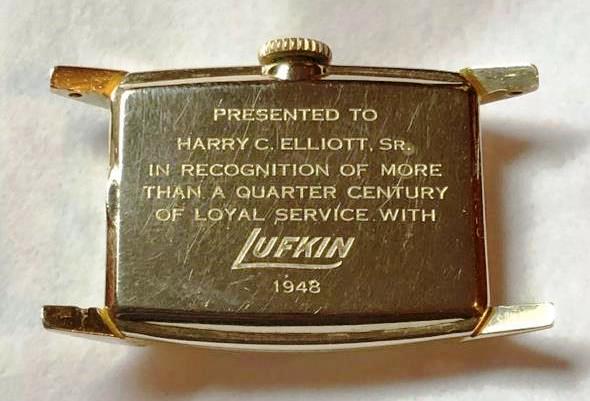 PRESENTED TO
HARRY C. ELLIOTT, SR.
IN RECOGNITION OF MORE
THAN A QUARTER CENTURY
OF LOYAL SERVICE WITH
LUFKIN
1948